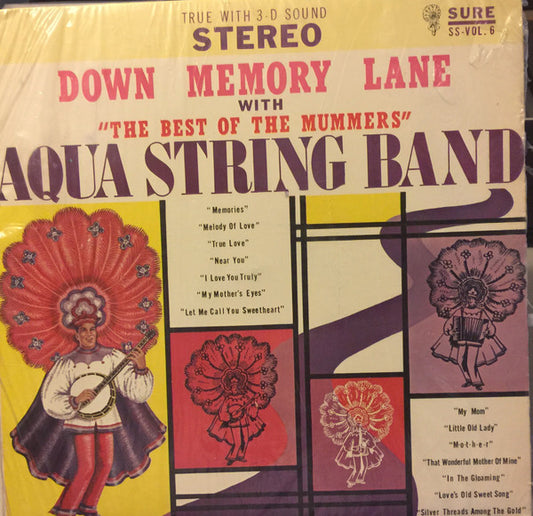 TRUE WITH 3-D SOUND
STEREO
SURE
SS-VOL. 6
DOWN MEMORY LANE
WITH
"THE BEST OF THE MUMMERS"
AQUA STRING BAND
"Memories"
"Melody Of Love"
"True Love"
"Near You"
"I Love You Truly"
"My Mother's Eyes"
"Let Me Call You Sweetheart"
"My Mom"
"Little Old Lady"
"M-o-t-h-e-r"
"That Wonderful Mother Of Mine"
"In The Gloaming"
"Love's Old Sweet Song"
"Silver Threads Among The Gold"